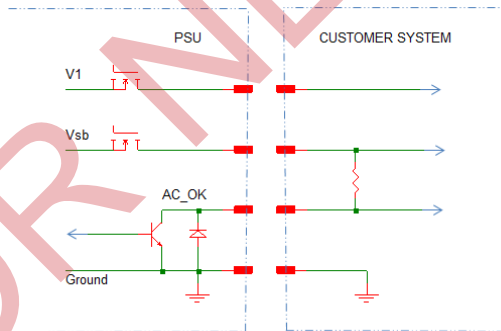 PSU
CUSTOMER SYSTEM
V1
Vsb
AC_OK
Ground